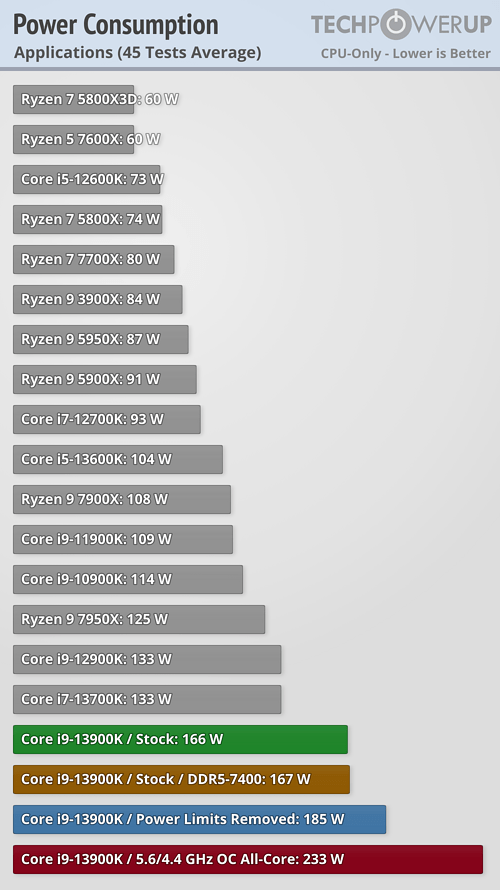 Power Consumption
TECHPOWERUP
Applications (45 Tests Average)
CPU-Only - Lower is Better
Ryzen 7 5800X3D: 60 W
Ryzen 5 7600X: 60 W
Core i5-12600K: 73 W
Ryzen 7 5800X: 74 W
Ryzen 7 7700X: 80 W
Ryzen 9 3900X: 84 W
Ryzen 9 5950X: 87 W
Ryzen 9 5900X: 91 W
Core i7-12700K: 93 W
Core i5-13600K: 104 W
Ryzen 9 7900X: 108 W
Core i9-11900K: 109 W
Core i9-10900K: 114 W
Ryzen 9 7950X: 125 W
Core i9-12900K: 133 W
Core i7-13700K: 133 W
Core i9-13900K / Stock: 166 W
Core i9-13900K / Stock / DDR5-7400: 167 W
Core i9-13900K / Power Limits Removed: 185 W
Core i9-13900K / 5.6/4.4 GHz OC All-Core: 233 W